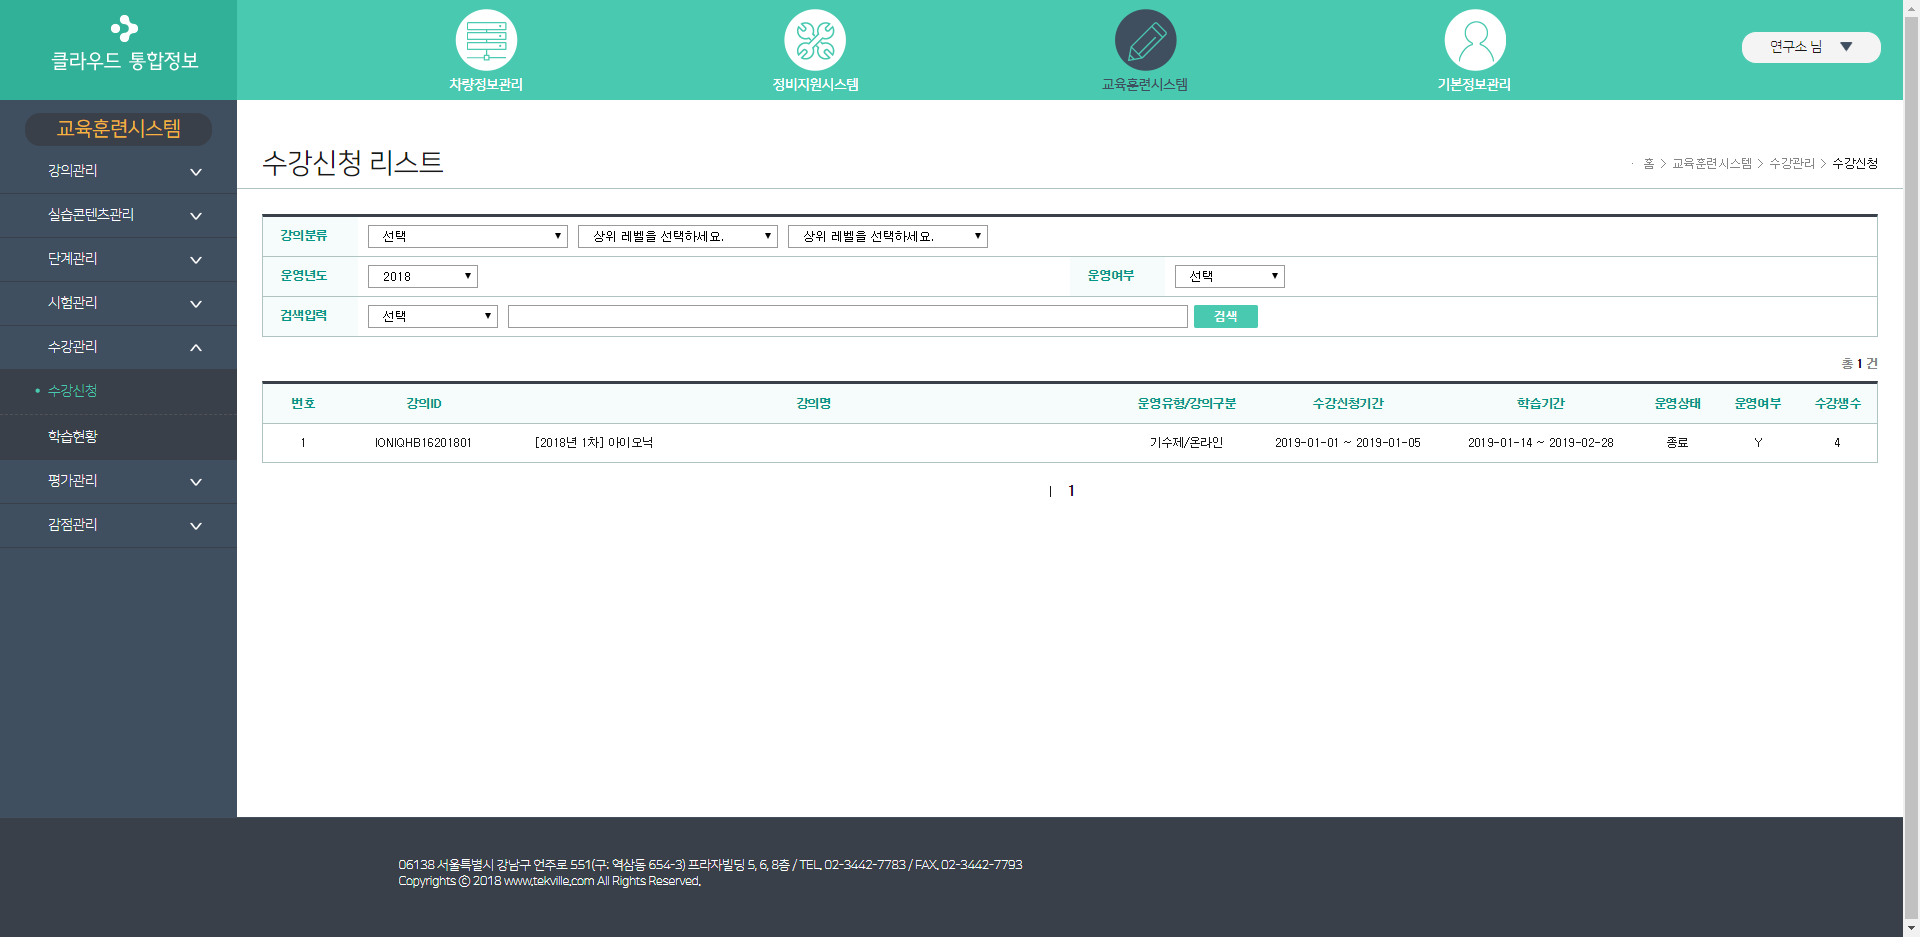 클라우드 통합정보
차량정보관리
정비지원시스템
교육훈련시스템
기본정보관리
연구소 님 ▼
교육훈련시스템
강의관리
실습콘텐츠관리
단계관리
시험관리
수강관리
• 수강신청
학습현황
평가관리
감점관리
수강신청 리스트
· 홈 > 교육훈련시스템 > 수강관리 > 수강신청
강의분류 선택 상위 레벨을 선택하세요. 상위 레벨을 선택하세요.
운영년도 2018 운영여부 선택
검색입력 선택 검색
총 1 건
번호 강의ID 강의명 운영유형/강의구분 수강신청기간 학습기간 운영상태 운영여부 수강생수
1 IONIQHB16201801 [2018년 1차] 아이오닉 기수제/온라인 2019-01-01 ~ 2019-01-05 2019-01-14 ~ 2019-02-28 종료 Y 4
| 1
06138 서울특별시 강남구 언주로 551(구: 역삼동 654-3) 프라자빌딩 5, 6, 8층 / TEL. 02-3442-7783 / FAX. 02-3442-7793
Copyrights ⓒ 2018 www.tekville.com All Rights Reserved.